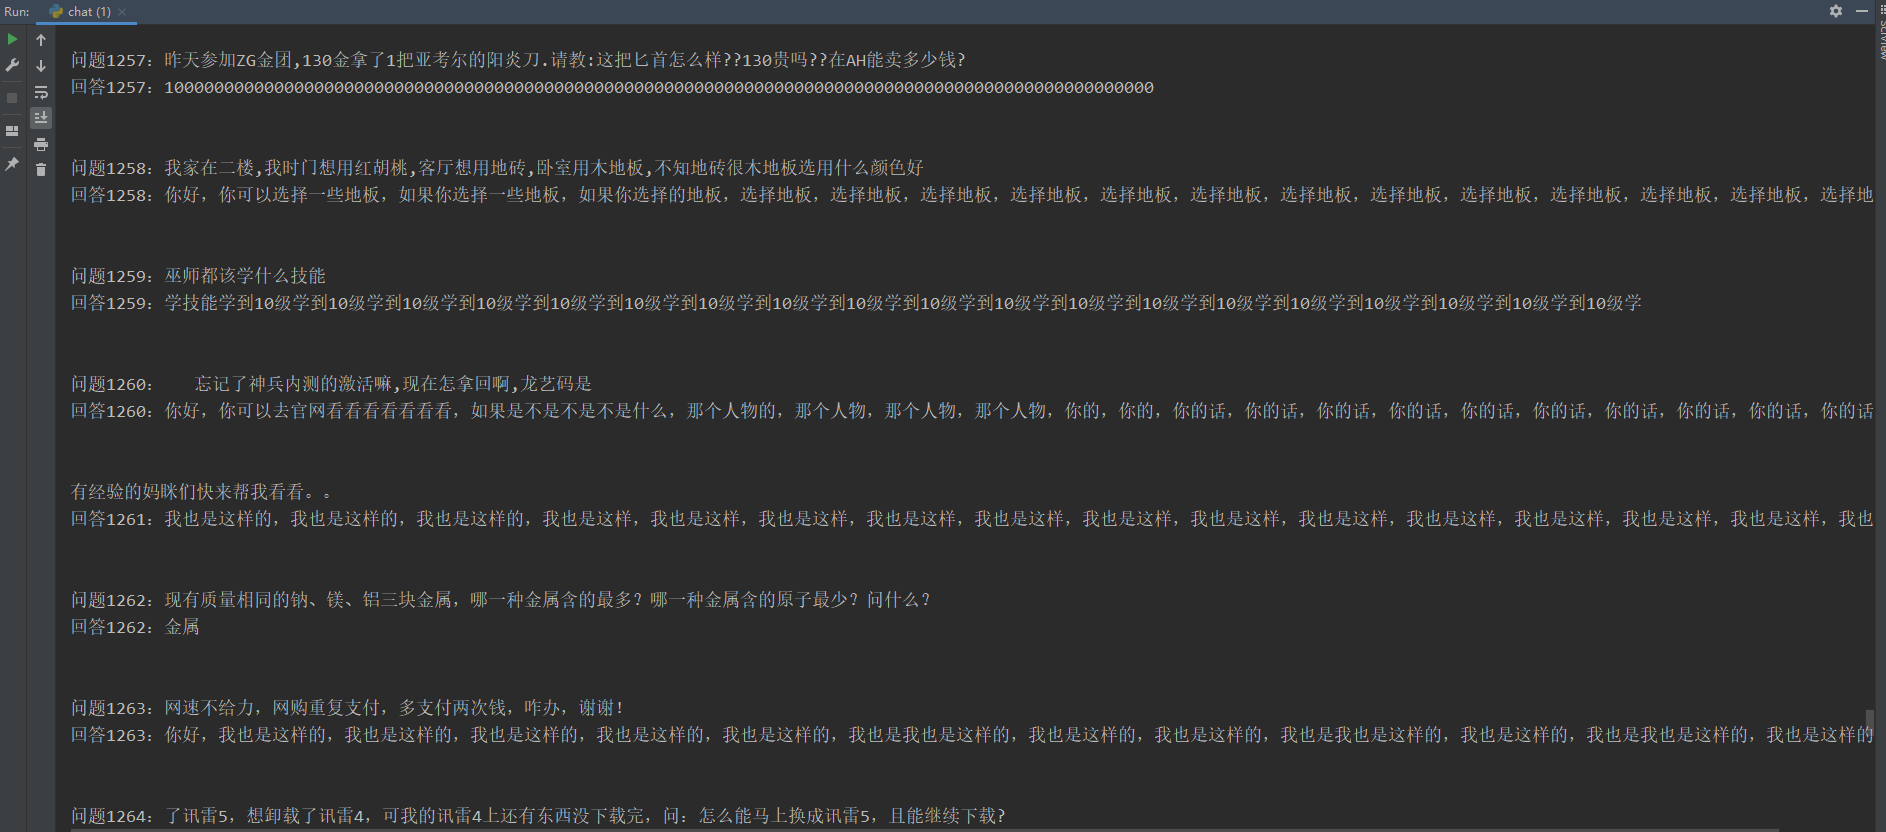 Run: chat (1)
SciView
问题1257: 昨天参加ZG金团,130金拿了1把亚考尔的阳炎刀.请教:这把匕首怎么样??130贵吗??在AH能卖多少钱?
问题1258: 我家在二楼,我时门想用红胡桃,客厅想用地砖,卧室用木地板,不知地砖很木地板选用什么颜色好
回答1258: 你好，你可以选择一些地板，如果你选择一些地板，如果你选择的地板，选择地板，选择地板，选择地板，选择地板，选择地板，选择地板，选择地板，选择地板，选择地板，选择地板，选择地板，选择地板，选择地
问题1259: 巫师都该学什么技能
回答1259: 学技能学到10级学到10级学到10级学到10级学到10级学到10级学到10级学到10级学到10级学到10级学到10级学到10级学到10级学到10级学到10级学到10级学到10级学到10级学到10级学
问题1260: 忘记了神兵内测的激活嘛,现在怎拿回啊,龙艺码是
回答1260: 你好，你可以去官网看看看看看看看，如果是不是不是不是什么，那个人物的，那个人物，那个人物，那个人物，你的，你的，你的话，你的话，你的话，你的话，你的话，你的话，你的话，你的话，你的话，你的话
有经验的妈眯们快来帮我看看。。
回答1261: 我也是这样的，我也是这样的，我也是这样的，我也是这样，我也是这样，我也是这样，我也是这样，我也是这样，我也是这样，我也是这样，我也是这样，我也是这样，我也是这样，我也是这样，我也是这样，我也
问题1262: 现有质量相同的钠、镁、铝三块金属，哪一种金属含的最多？哪一种金属含的原子最少？问什么？
回答1262: 金属
问题1263: 网速不给力，网购重复支付，多支付两次钱，咋办，谢谢！
回答1263: 你好，我也是这样的，我也是这样的，我也是这样的，我也是这样的，我也是这样的，我也是我也是这样的，我也是这样的，我也是这样的，我也是我也是这样的，我也是这样的，我也是我也是这样的，我也是这样的
问题1264: 了讯雷5，想卸载了讯雷4，可我的讯雷4上还有东西没下载完，问：怎么能马上换成讯雷5，且能继续下载？